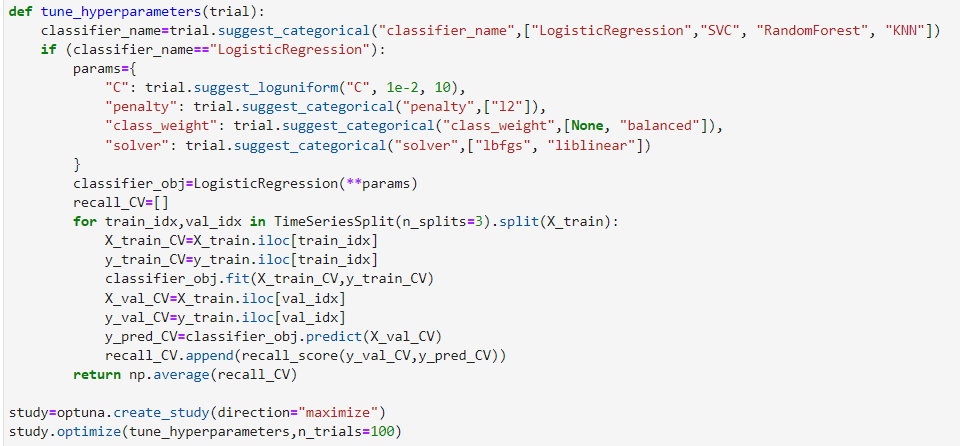 def tune_hyperparameters(trial):
    classifier_name=trial.suggest_categorical("classifier_name",["LogisticRegression","SVC", "RandomForest", "KNN"])
    if (classifier_name=="LogisticRegression"):
        params={
            "C": trial.suggest_loguniform("C", 1e-2, 10),
            "penalty": trial.suggest_categorical("penalty",["l2"]),
            "class_weight": trial.suggest_categorical("class_weight",[None, "balanced"]),
            "solver": trial.suggest_categorical("solver",["lbfgs", "liblinear"])
        }
        classifier_obj=LogisticRegression(**params)
        recall_CV=[]
        for train_idx,val_idx in TimeSeriesSplit(n_splits=3).split(X_train):
            X_train_CV=X_train.iloc[train_idx]
            y_train_CV=y_train.iloc[train_idx]
            classifier_obj.fit(X_train_CV,y_train_CV)
            X_val_CV=X_train.iloc[val_idx]
            y_val_CV=y_train.iloc[val_idx]
            y_pred_CV=classifier_obj.predict(X_val_CV)
            recall_CV.append(recall_score(y_val_CV,y_pred_CV))
        return np.average(recall_CV)

study=optuna.create_study(direction="maximize")
study.optimize(tune_hyperparameters,n_trials=100)